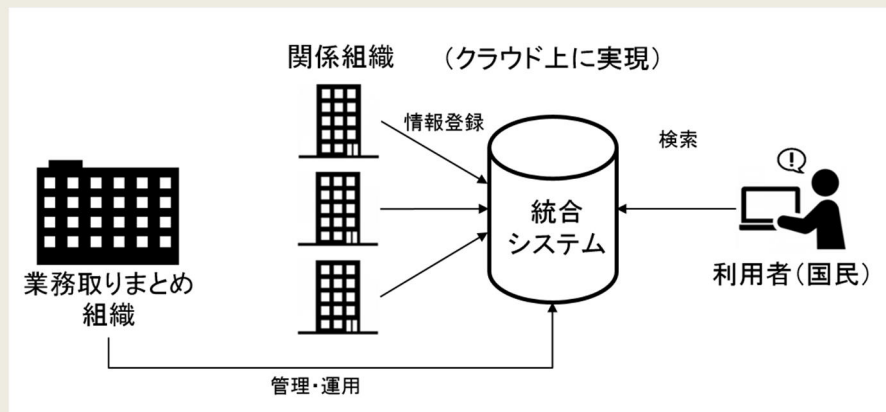 関係組織
(クラウド上に実現)
情報登録
検索
統合
システム
業務取りまとめ
組織
利用者(国民)
管理・運用